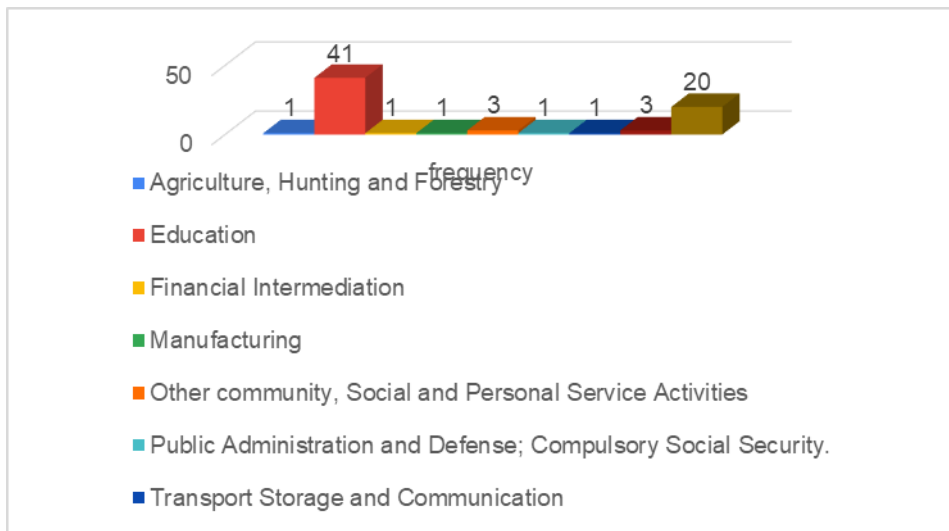 50
0
1
41
1
1
3
1
1
3
20
frequency
Agriculture, Hunting and Forestry
Education
Financial Intermediation
Manufacturing
Other community, Social and Personal Service Activities
Public Administration and Defense; Compulsory Social Security.
Transport Storage and Communication